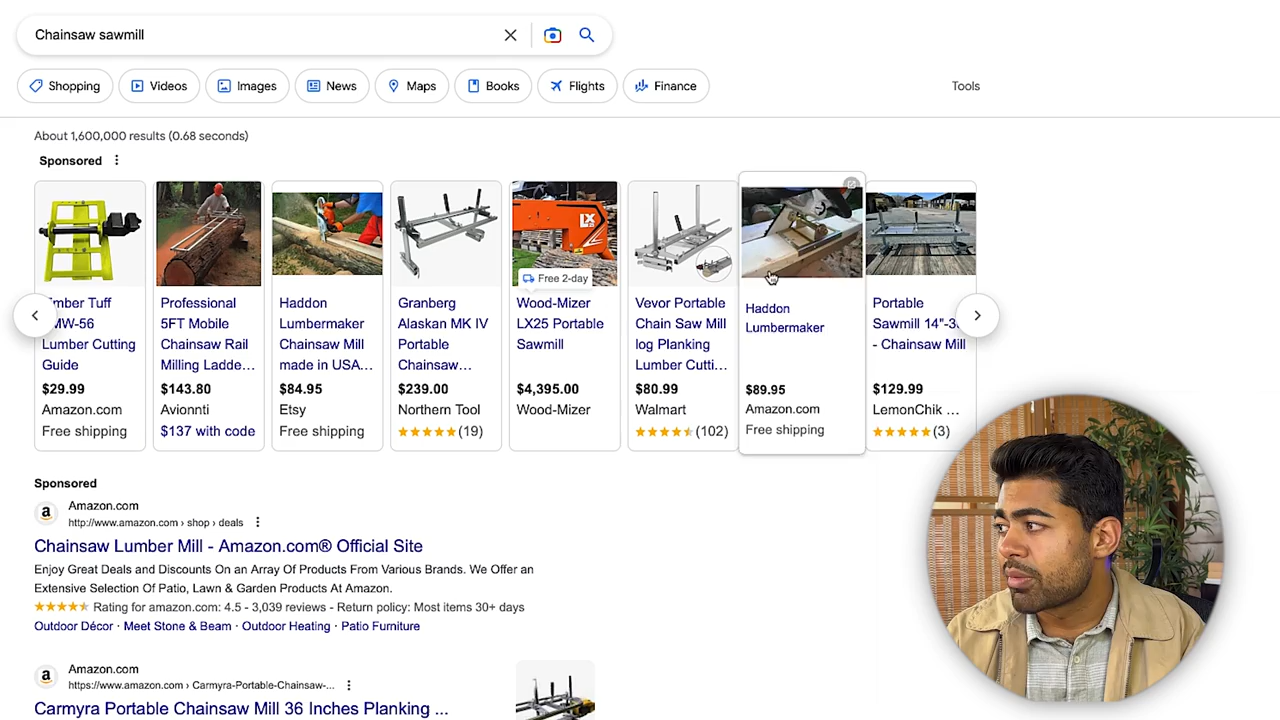 Chainsaw sawmill
Shopping
Videos
Images
News
Maps
Books
Flights
Finance
Tools
About 1,600,000 results (0.68 seconds)
Sponsored
Tuff
Lumber Cutting
Guide
$29.99
Amazon.com
Free shipping
Professional
5FT Mobile
Chainsaw Rail
Milling Ladde...
$143.80
Avionnti
$137 with code
Haddon
Lumbermaker
Chainsaw Mill
made in USA...
$84.95
Etsy
Free shipping
Granberg
Alaskan MK IV
Portable
Chainsaw...
$239.00
Northern Tool
(19)
LX
Free 2-day
Wood-Mizer
LX25 Portable
Sawmill
$4,395.00
Wood-Mizer
Vevor Portable
Chain Saw Mill
log Planking
Lumber Cutti...
$80.99
Walmart
(102)
Haddon
Lumbermaker
$89.95
Amazon.com
Free shipping
Portable
Sawmill
- Chainsaw Mill
$129.99
LemonChik ...
(3)
Sponsored
a
Amazon.com
http://www.amazon.com › shop › deals
Chainsaw Lumber Mill - Amazon.com® Official Site
Enjoy Great Deals and Discounts On an Array Of Products From Various Brands. We Offer an
Extensive Selection Of Patio, Lawn & Garden Products At Amazon.
Rating for amazon.com: 4.5 - 3,039 reviews - Return policy: Most items 30+ days
Outdoor Décor · Meet Stone & Beam · Outdoor Heating · Patio Furniture
a
Amazon.com
https://www.amazon.com › Carmyra-Portable-Chainsaw-...
Carmyra Portable Chainsaw Mill 36 Inches Planking ...